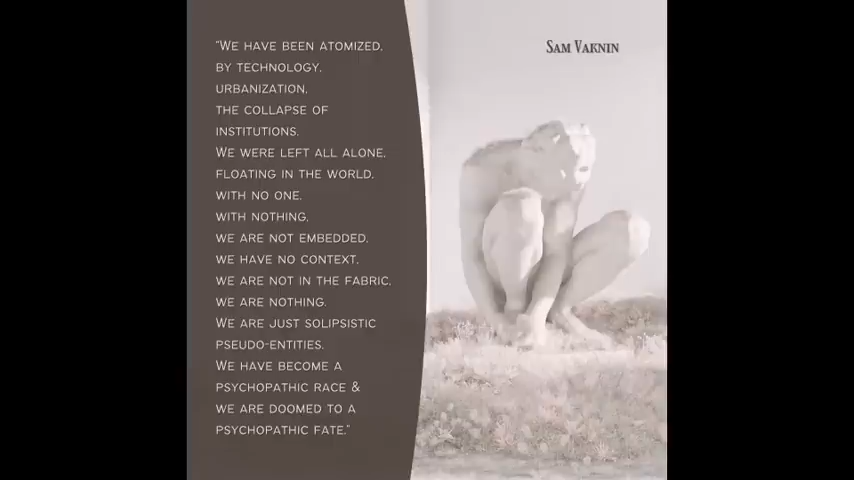 "We have been atomized,
by technology,
urbanization,
the collapse of
institutions.
We were left all alone,
floating in the world,
with no one,
with nothing,
we are not embedded,
we have no context,
we are not in the fabric,
we are nothing.
We are just solipsistic
pseudo-entities.
We have become a
psychopathic race &
we are doomed to a
psychopathic fate."
Sam Vaknin